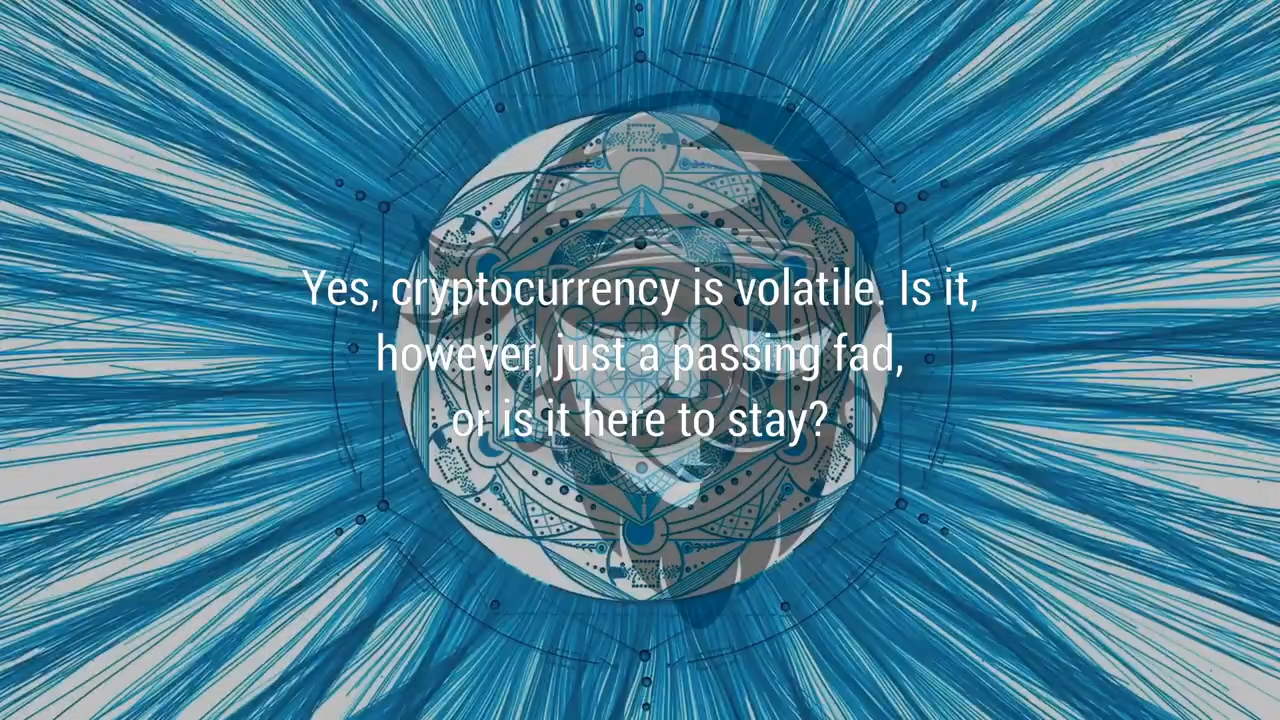 Yes, cryptocurrency is volatile. Is it,
however, just a passing fad,
or is it here to stay?